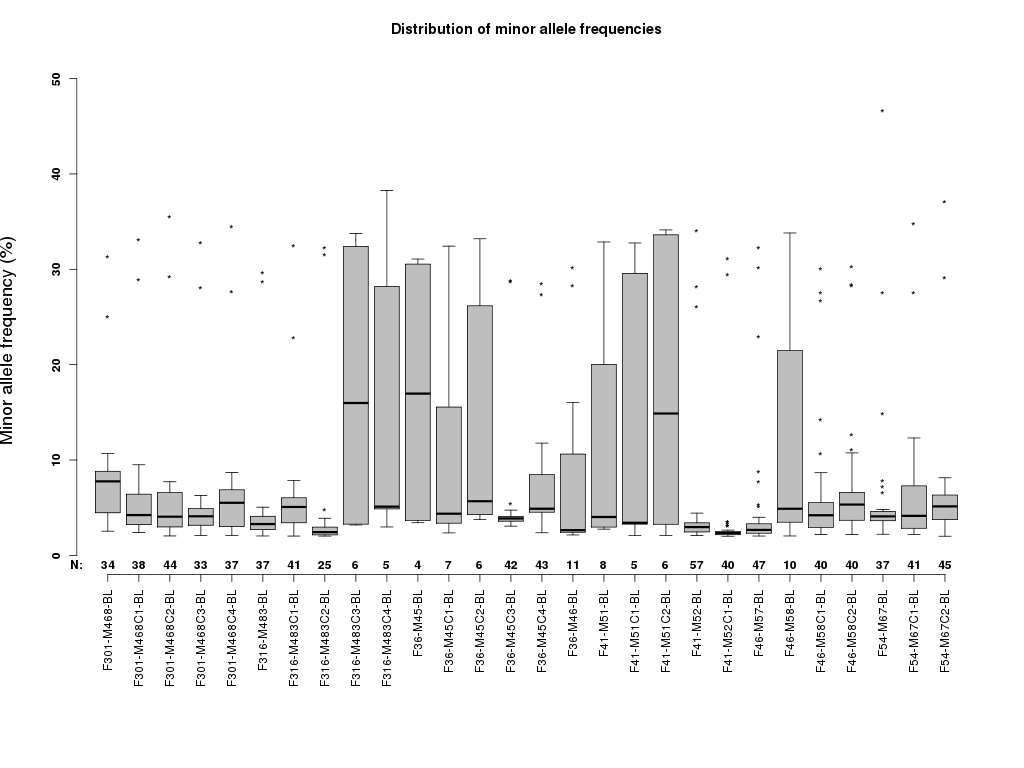 Distribution of minor allele frequencies
Minor allele frequency (%)
50
40
30
20
10
0
N: 34 38 44 33 37 37 41 25 6 5 4 7 6 42 43 11 8 5 6 57 40 47 10 40 40 37 41 45
F301-M468-BL
F301-M468C1-BL
F301-M468C2-BL
F301-M468C3-BL
F301-M468C4-BL
F316-M483-BL
F316-M483C1-BL
F316-M483C2-BL
F316-M483C3-BL
F316-M483C4-BL
F36-M45-BL
F36-M45C1-BL
F36-M45C2-BL
F36-M45C3-BL
F36-M45C4-BL
F36-M46-BL
F41-M51-BL
F41-M51C1-BL
F41-M51C2-BL
F41-M52-BL
F41-M52C1-BL
F46-M57-BL
F46-M58-BL
F46-M58C1-BL
F46-M58C2-BL
F54-M67-BL
F54-M67C1-BL
F54-M67C2-BL